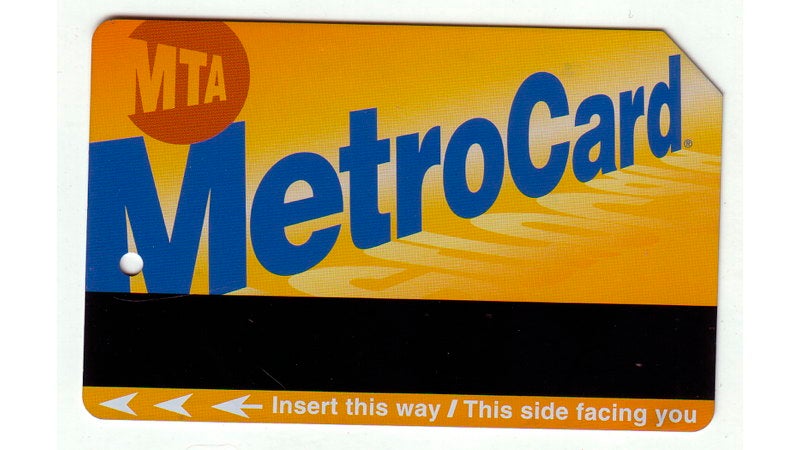 MTA
MetroCard®
Insert this way / This side facing you